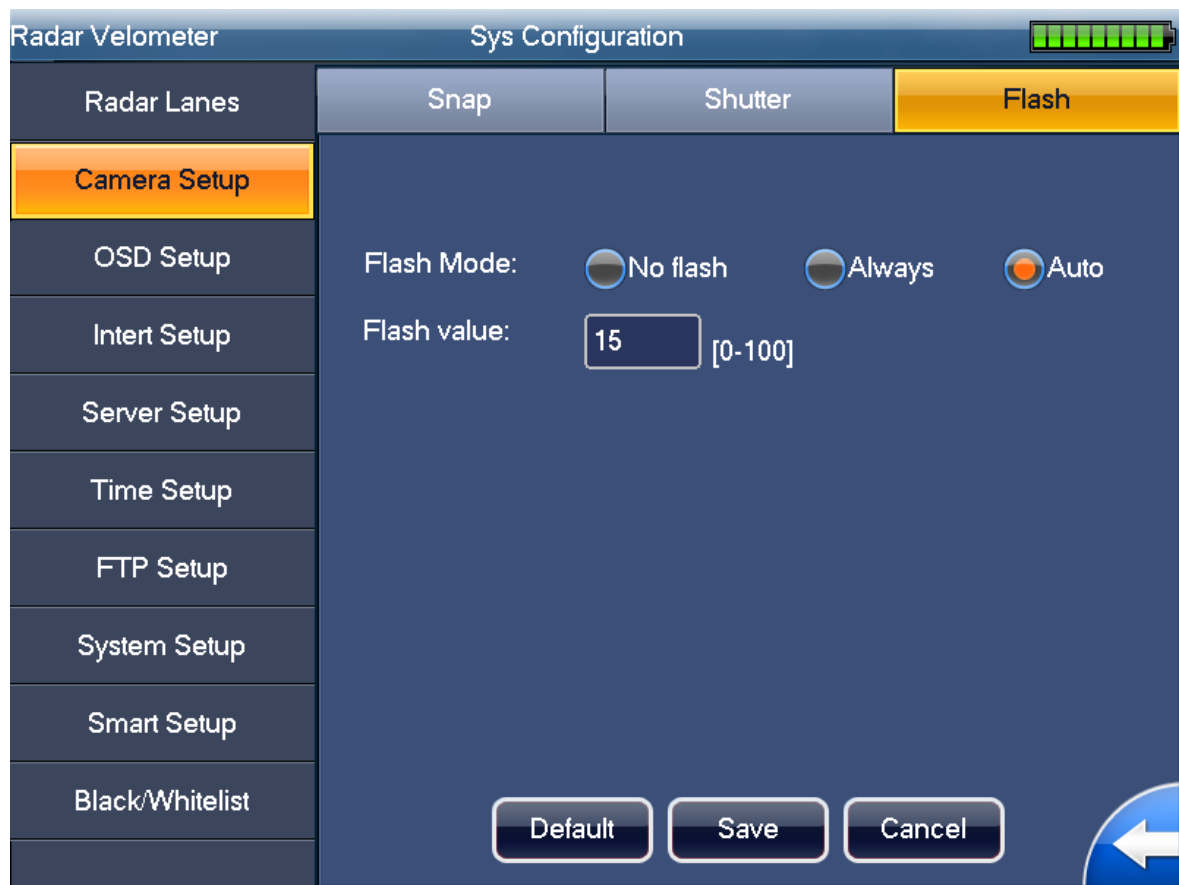 Radar Velometer Sys Configuration
Radar Lanes Snap Shutter Flash
Camera Setup
OSD Setup
Intert Setup
Server Setup
Time Setup
FTP Setup
System Setup
Smart Setup
Black/Whitelist
Flash Mode: No flash Always Auto
Flash value: 15 [0-100]
Default Save Cancel